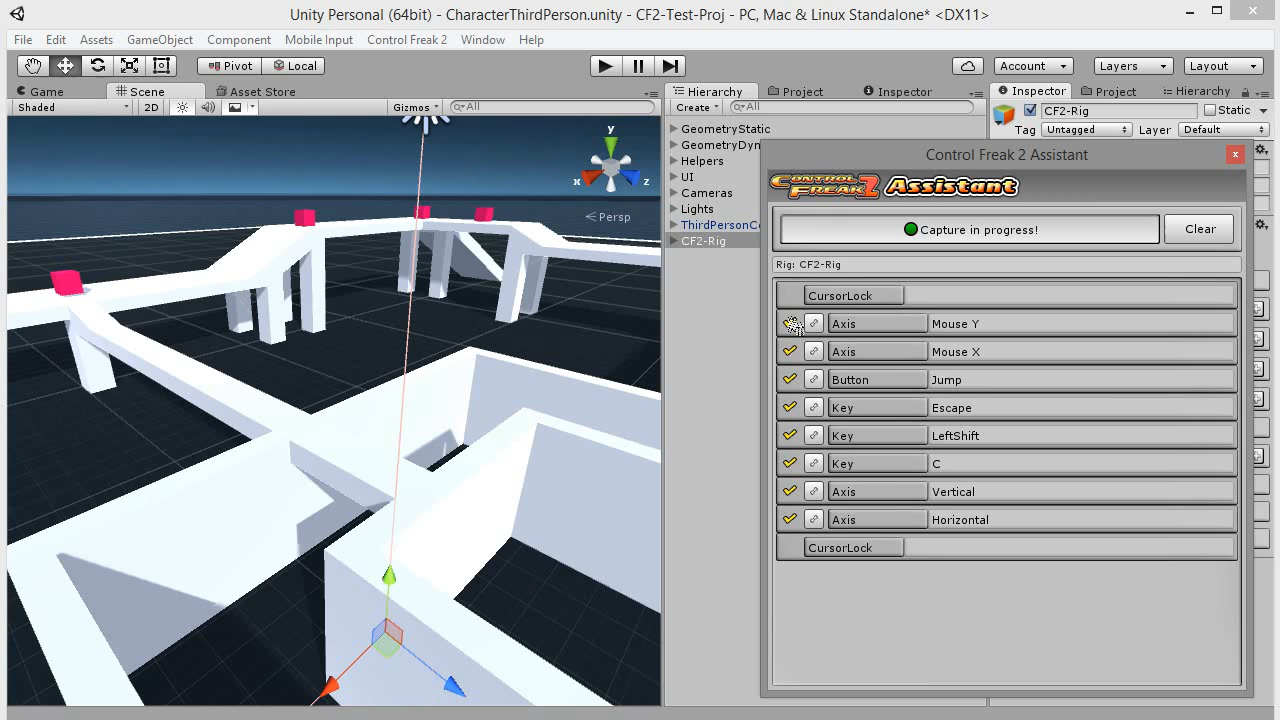 Unity Personal (64bit) - CharacterThirdPerson.unity - CF2-Test-Proj - PC, Mac & Linux Standalone* <DX11>
File Edit Assets GameObject Component Mobile Input Control Freak 2 Window Help
Pivot Local Account Layers Layout
Game Scene Asset Store Hierarchy Project Inspector Inspector Project Hierarchy
Shaded 2D Gizmos All Create All CF2-Rig Static
Tag Untagged Layer Default
GeometryStatic
GeometryDyn
Helpers
UI
Cameras
Lights
ThirdPersonCo
CF2-Rig
y
x
z
Persp
Control Freak 2 Assistant
CONTROL FREAK 2 Assistant
Capture in progress! Clear
Rig: CF2-Rig
CursorLock
Axis Mouse Y
Axis Mouse X
Button Jump
Key Escape
Key LeftShift
Key C
Axis Vertical
Axis Horizontal
CursorLock